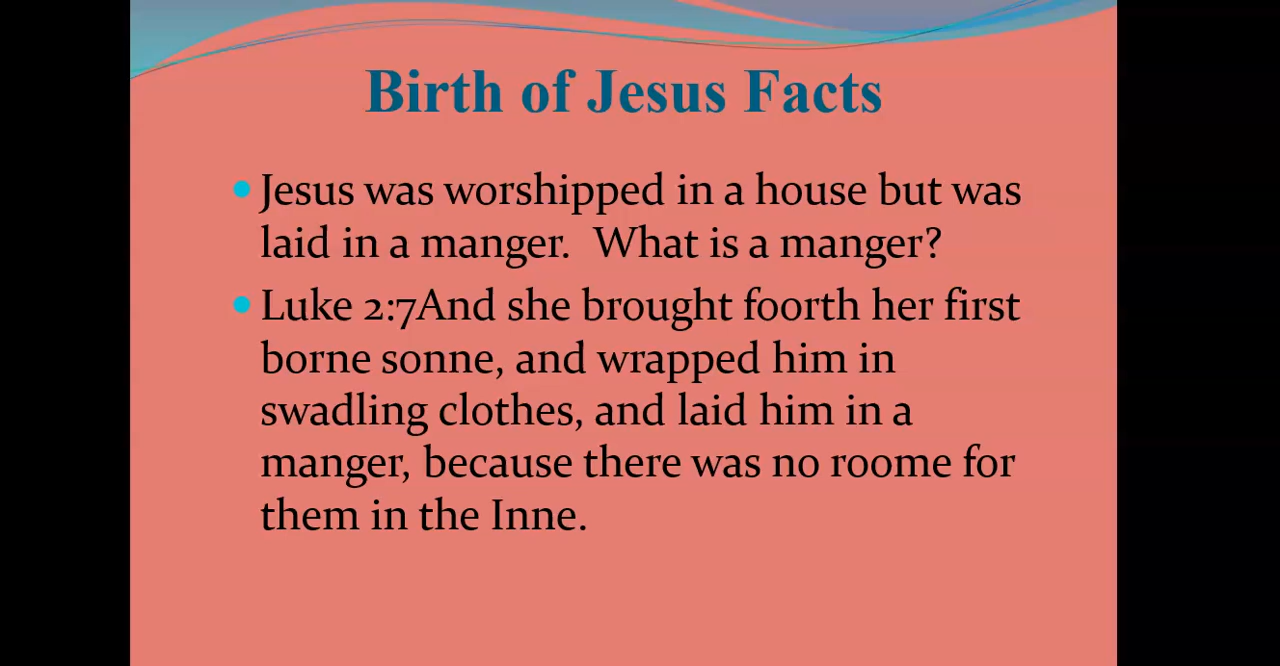 Birth of Jesus Facts
Jesus was worshipped in a house but was
laid in a manger.  What is a manger?
Luke 2:7And she brought foorth her first
borne sonne, and wrapped him in
swadling clothes, and laid him in a
manger, because there was no roome for
them in the Inne.